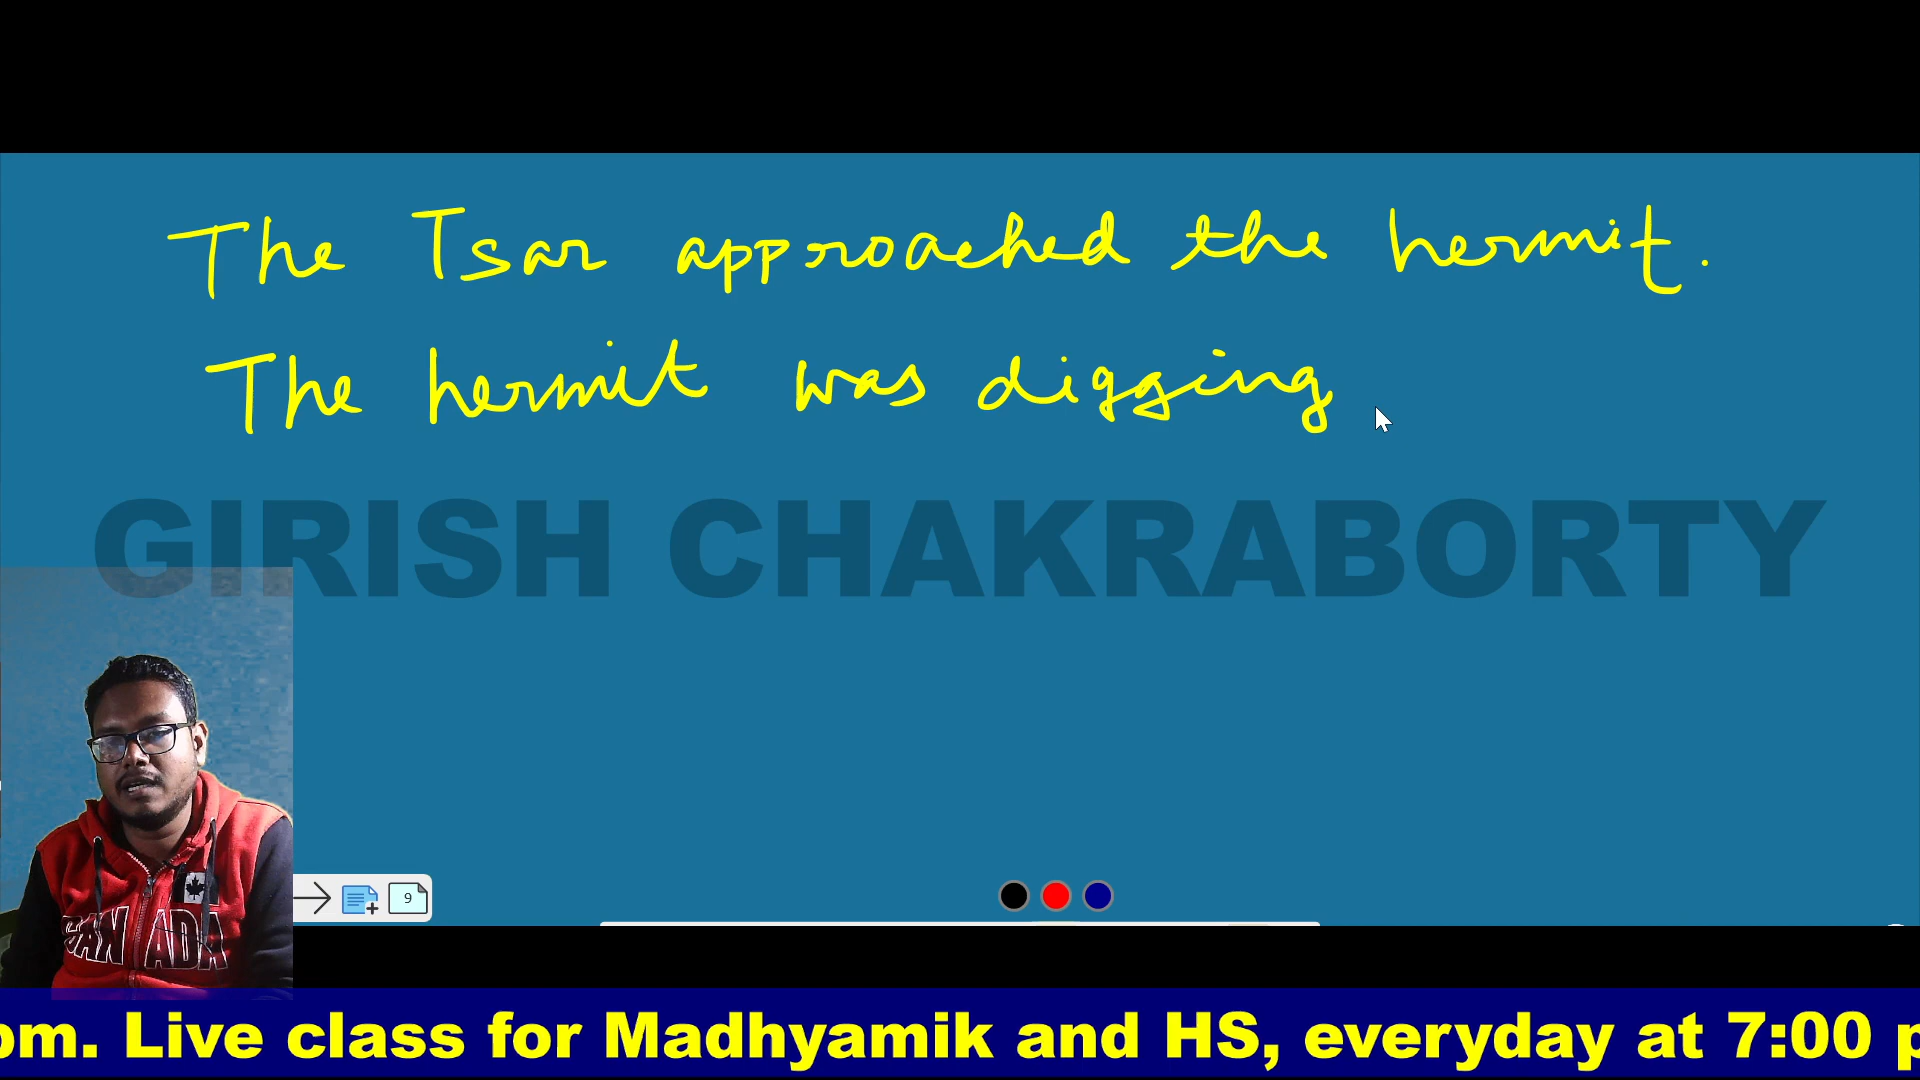 The Tsar approached the hermit.
The hermit was digging
GIRISH CHAKRABORTY
CANADA
9
pm. Live class for Madhyamik and HS, everyday at 7:00 p